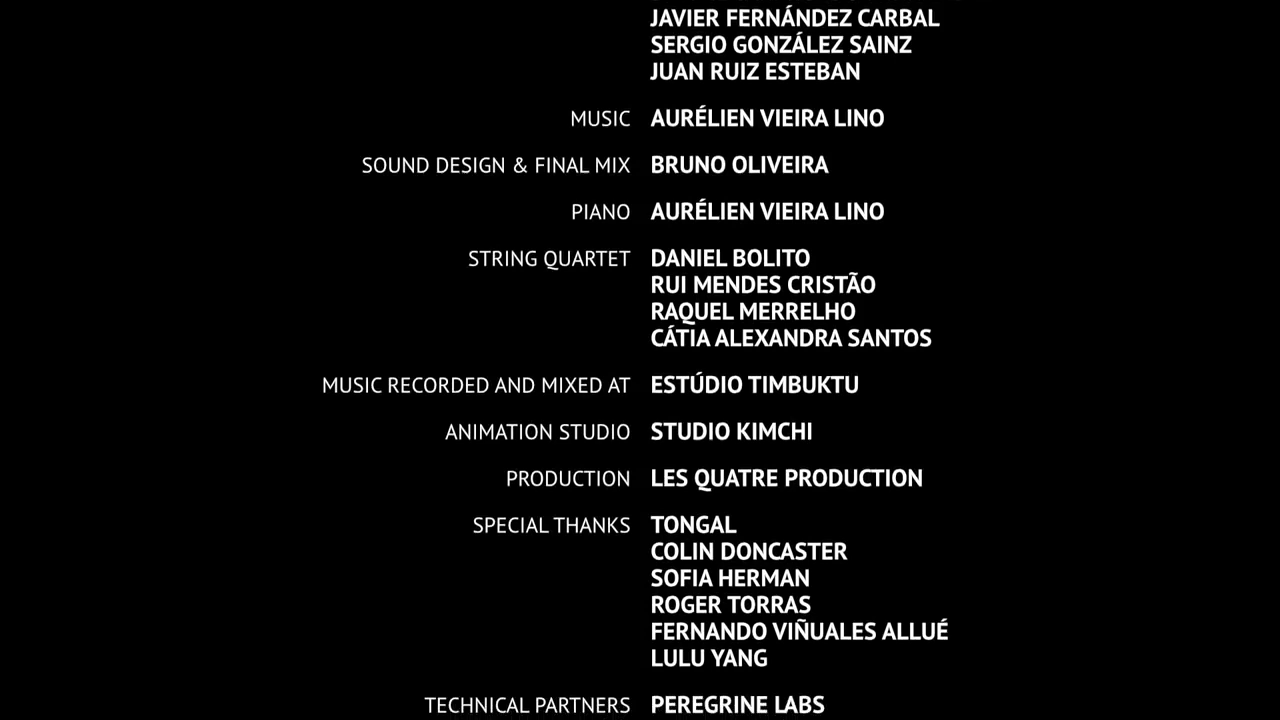 JAVIER FERNÁNDEZ CARBAL
SERGIO GONZÁLEZ SAINZ
JUAN RUIZ ESTEBAN
MUSIC AURÉLIEN VIEIRA LINO
SOUND DESIGN & FINAL MIX BRUNO OLIVEIRA
PIANO AURÉLIEN VIEIRA LINO
STRING QUARTET DANIEL BOLITO
RUI MENDES CRISTÃO
RAQUEL MERRELHO
CÁTIA ALEXANDRA SANTOS
MUSIC RECORDED AND MIXED AT ESTÚDIO TIMBUKTU
ANIMATION STUDIO STUDIO KIMCHI
PRODUCTION LES QUATRE PRODUCTION
SPECIAL THANKS TONGAL
COLIN DONCASTER
SOFIA HERMAN
ROGER TORRAS
FERNANDO VIÑUALES ALLUÉ
LULU YANG
TECHNICAL PARTNERS PEREGRINE LABS